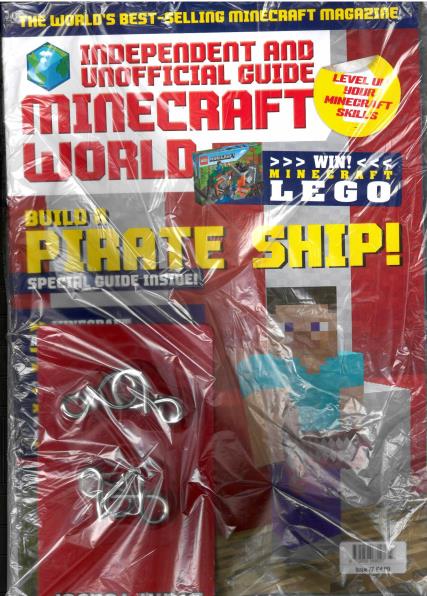 THE WORLD'S BEST-SELLING MINECRAFT MAGAZINE!
INDEPENDENT AND
UNOFFICIAL GUIDE
MINECRAFT
WORLD
LEVEL UP
YOUR
MINECRAFT
SKILLS
>>> WIN! <<<
MINECRAFT
LEGO
BUILD A
PIRATE SHIP!
SPECIAL GUIDE INSIDE!
MINECRAFT